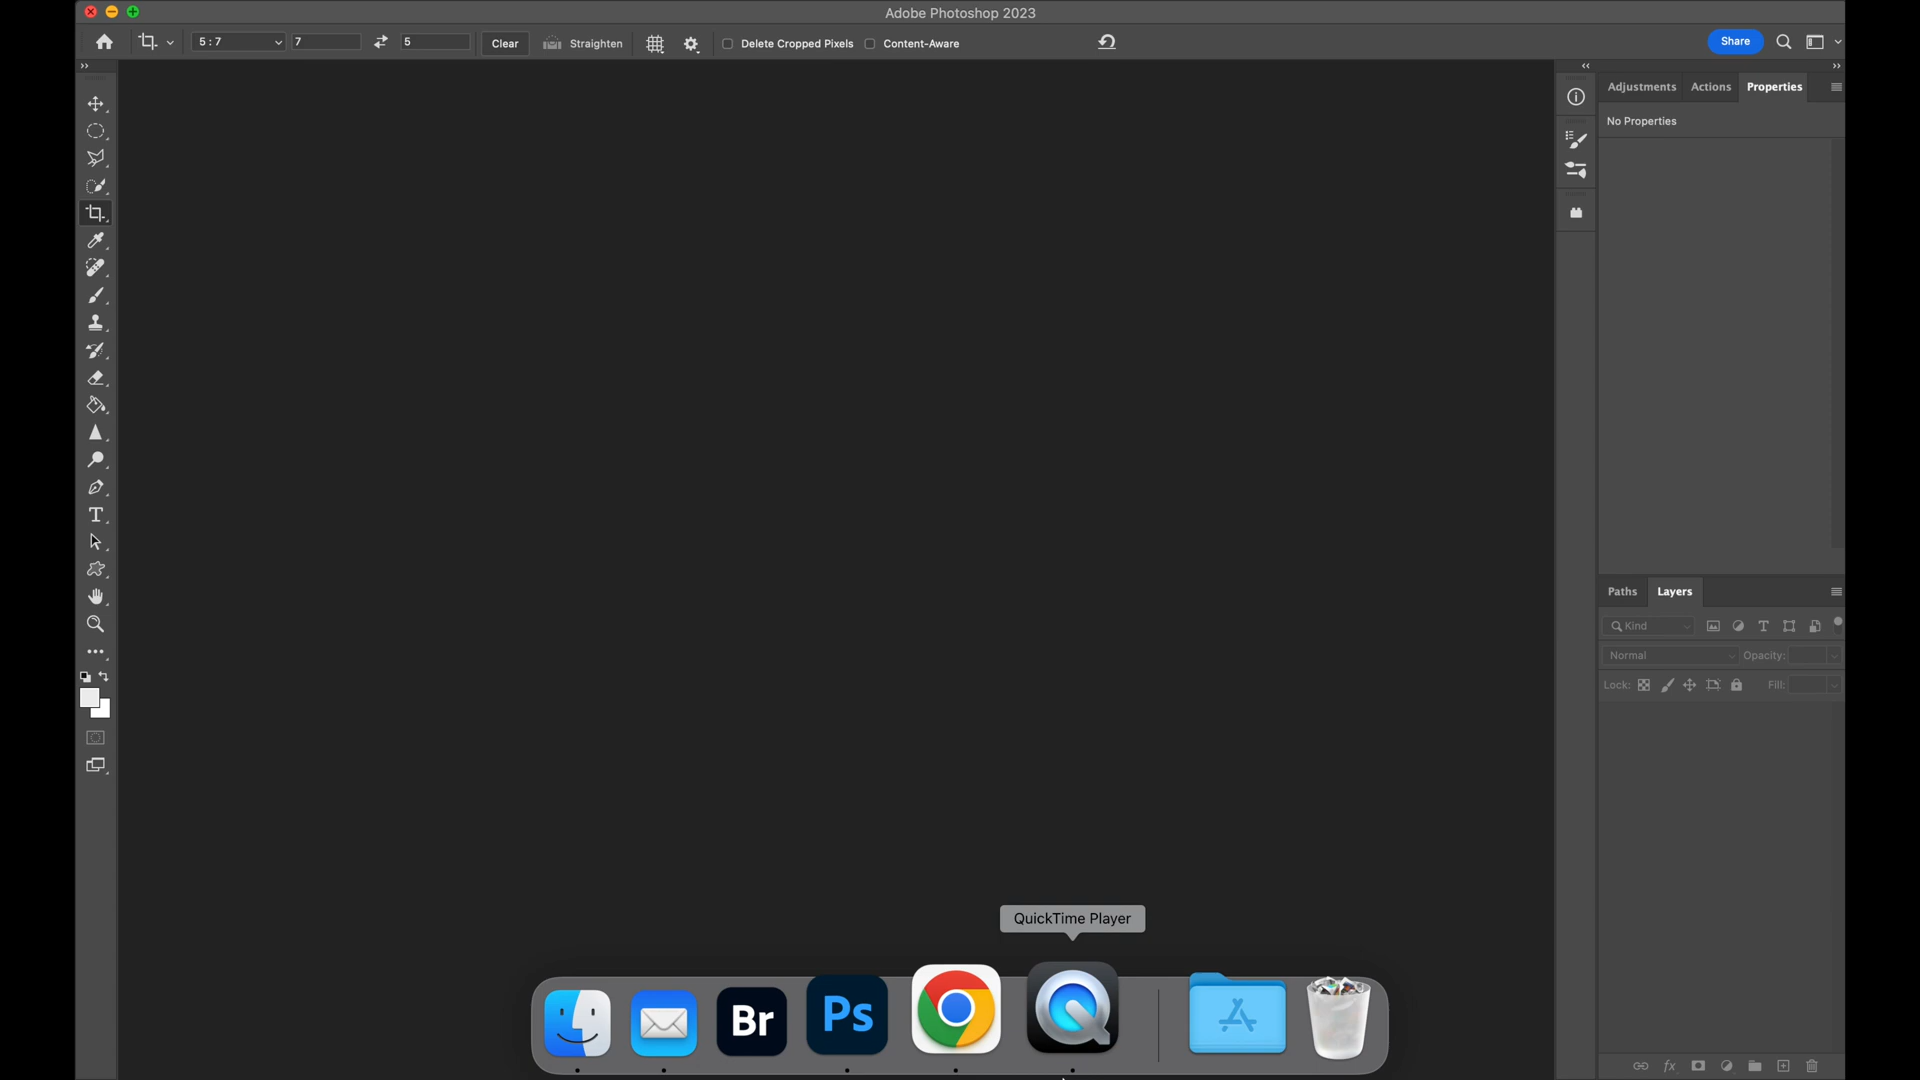 Adobe Photoshop 2023
5 : 7
7
5
Clear
Straighten
Delete Cropped Pixels
Content-Aware
Share
Adjustments
Actions
Properties
No Properties
Paths
Layers
Kind
Normal
Opacity:
Lock:
Fill:
QuickTime Player
Br
Ps